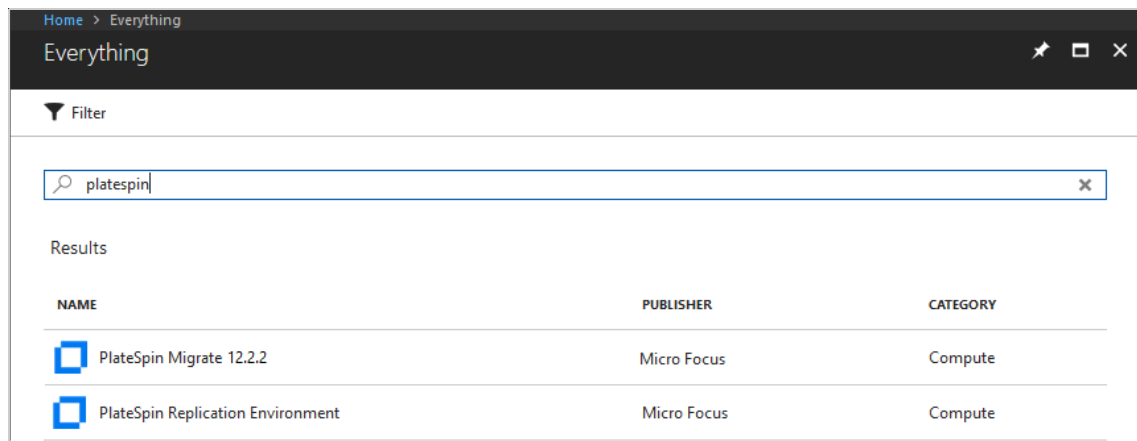 Home > Everything
Everything
Filter
platespin
Results
NAME PUBLISHER CATEGORY
PlateSpin Migrate 12.2.2 Micro Focus Compute
PlateSpin Replication Environment Micro Focus Compute